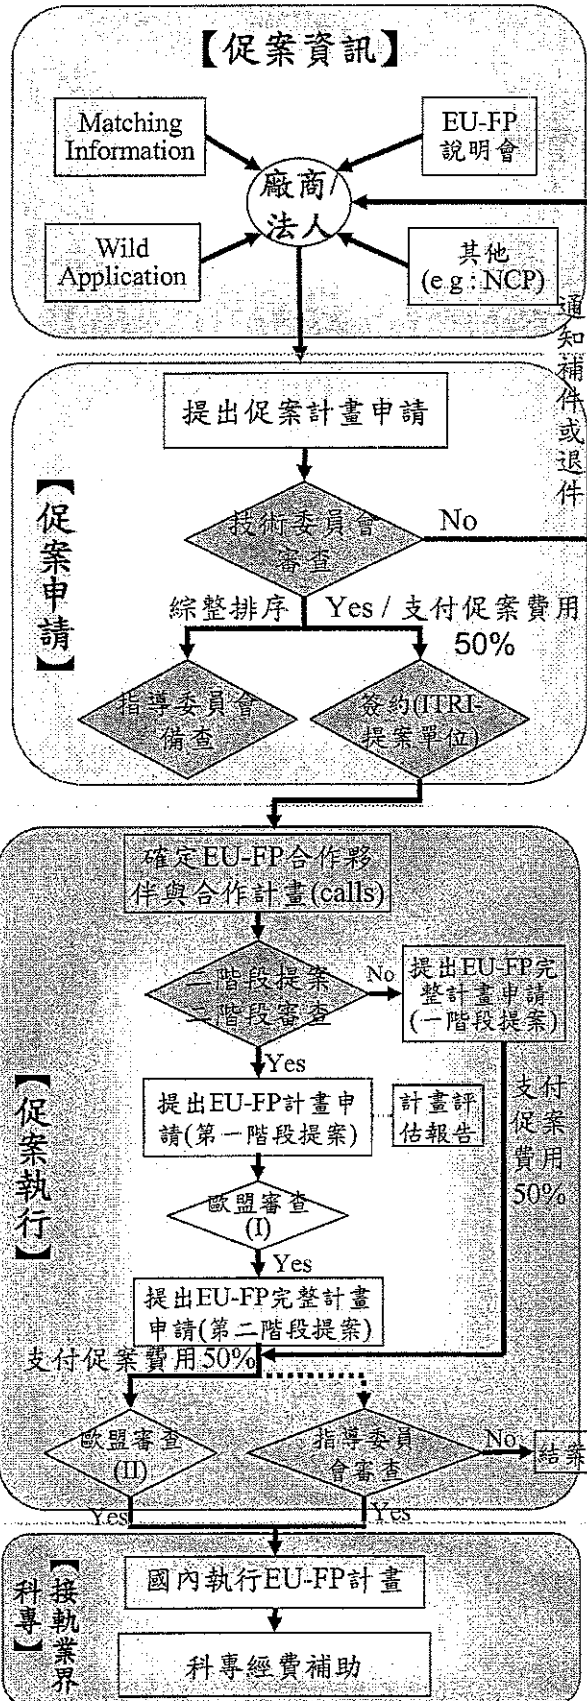 【促案資訊】
Matching
Information
EU-FP
說明會
廠商/
法人
Wild
Application
其他
(e g : NCP)
通知補件或退件
【促案申請】
提出促案計畫申請
技術委員會
審查
No
綜整排序
Yes / 支付促案費用
50%
指導委員會
備查
簽約(ITRI-
提案單位)
【促案執行】
確定EU-FP合作夥
伴與合作計畫(calls)
二階段提案
二階段審查
No
提出EU-FP完
整計畫申請
(一階段提案)
Yes
提出EU-FP計畫申
請(第一階段提案)
計畫評
估報告
支付
促案
費用
50%
歐盟審查
(I)
Yes
提出EU-FP完整計畫
申請(第二階段提案)
支付促案費用50%
歐盟審查
(II)
指導委員
會審查
No
結案
Yes
Yes
【接軌業界
科專】
國內執行EU-FP計畫
科專經費補助